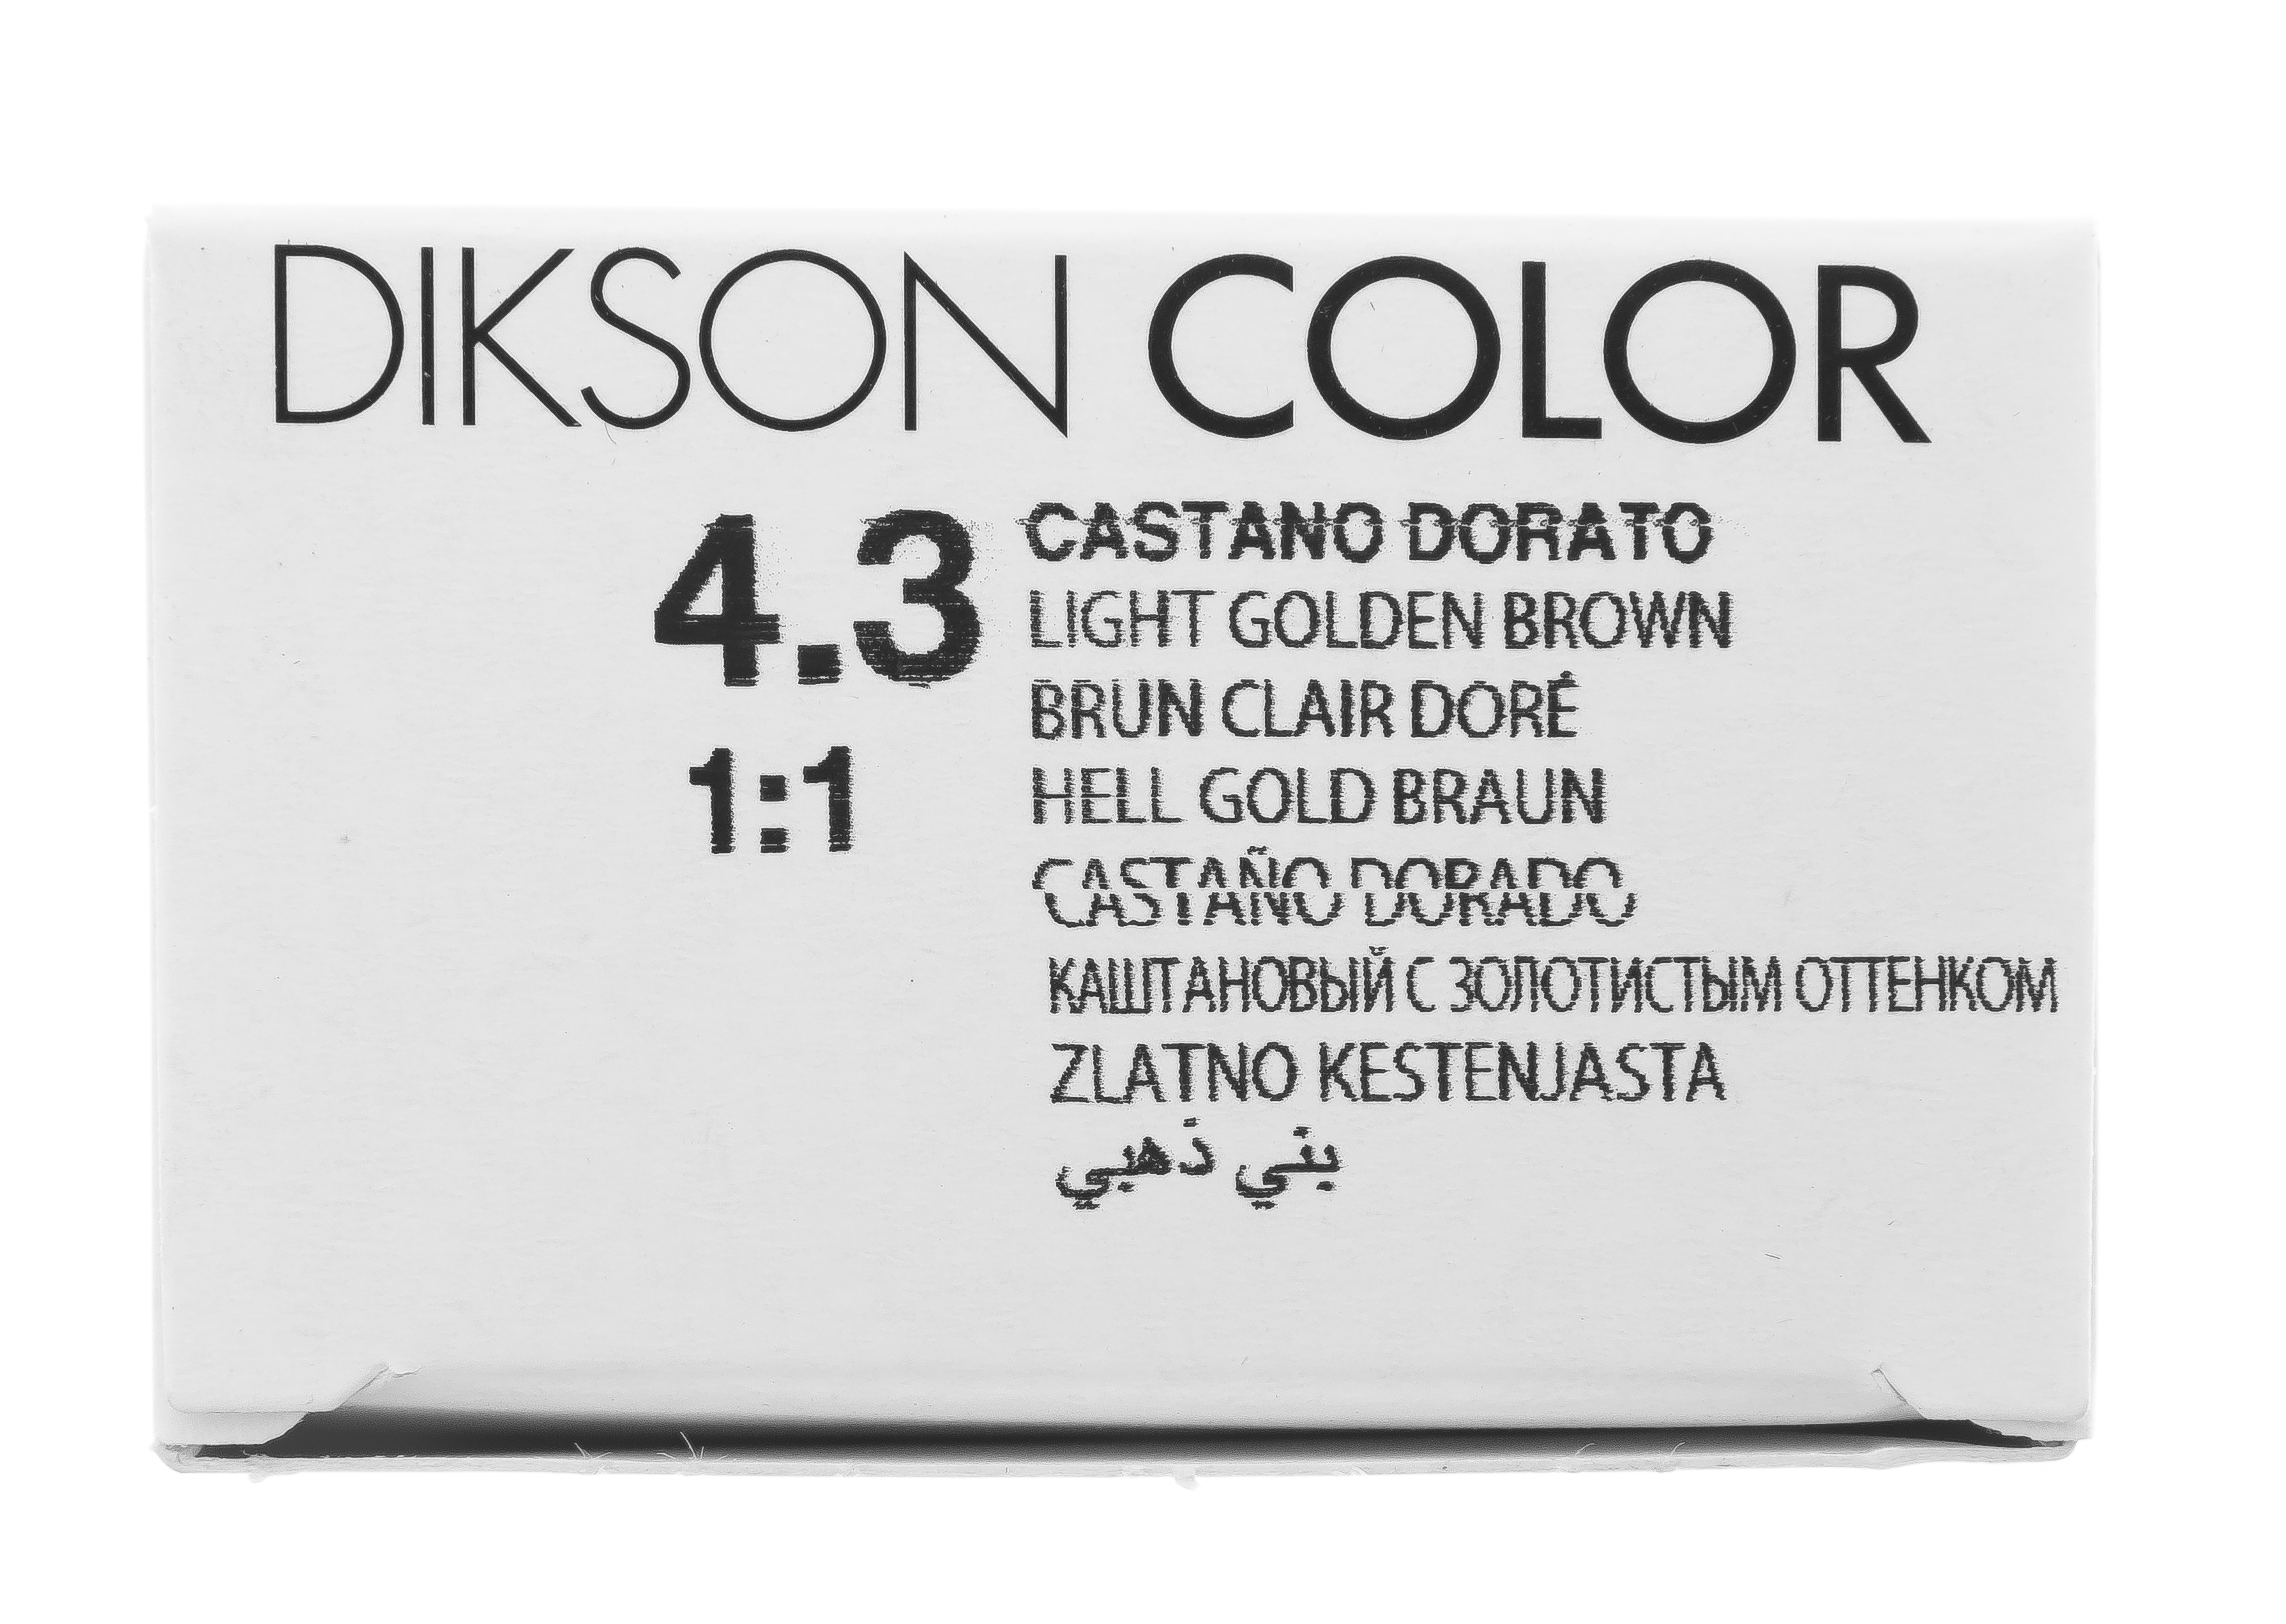 DIKSON COLOR
4.3
1:1
CASTANO DORATO
LIGHT GOLDEN BROWN
BRUN CLAIR DORÉ
HELL GOLD BRAUN
CASTAÑO DORADO
КАШТАНОВЫЙ С ЗОЛОТИСТЫМ ОТТЕНКОМ
ZLATNO KESTENJASTA
بني ذهبي